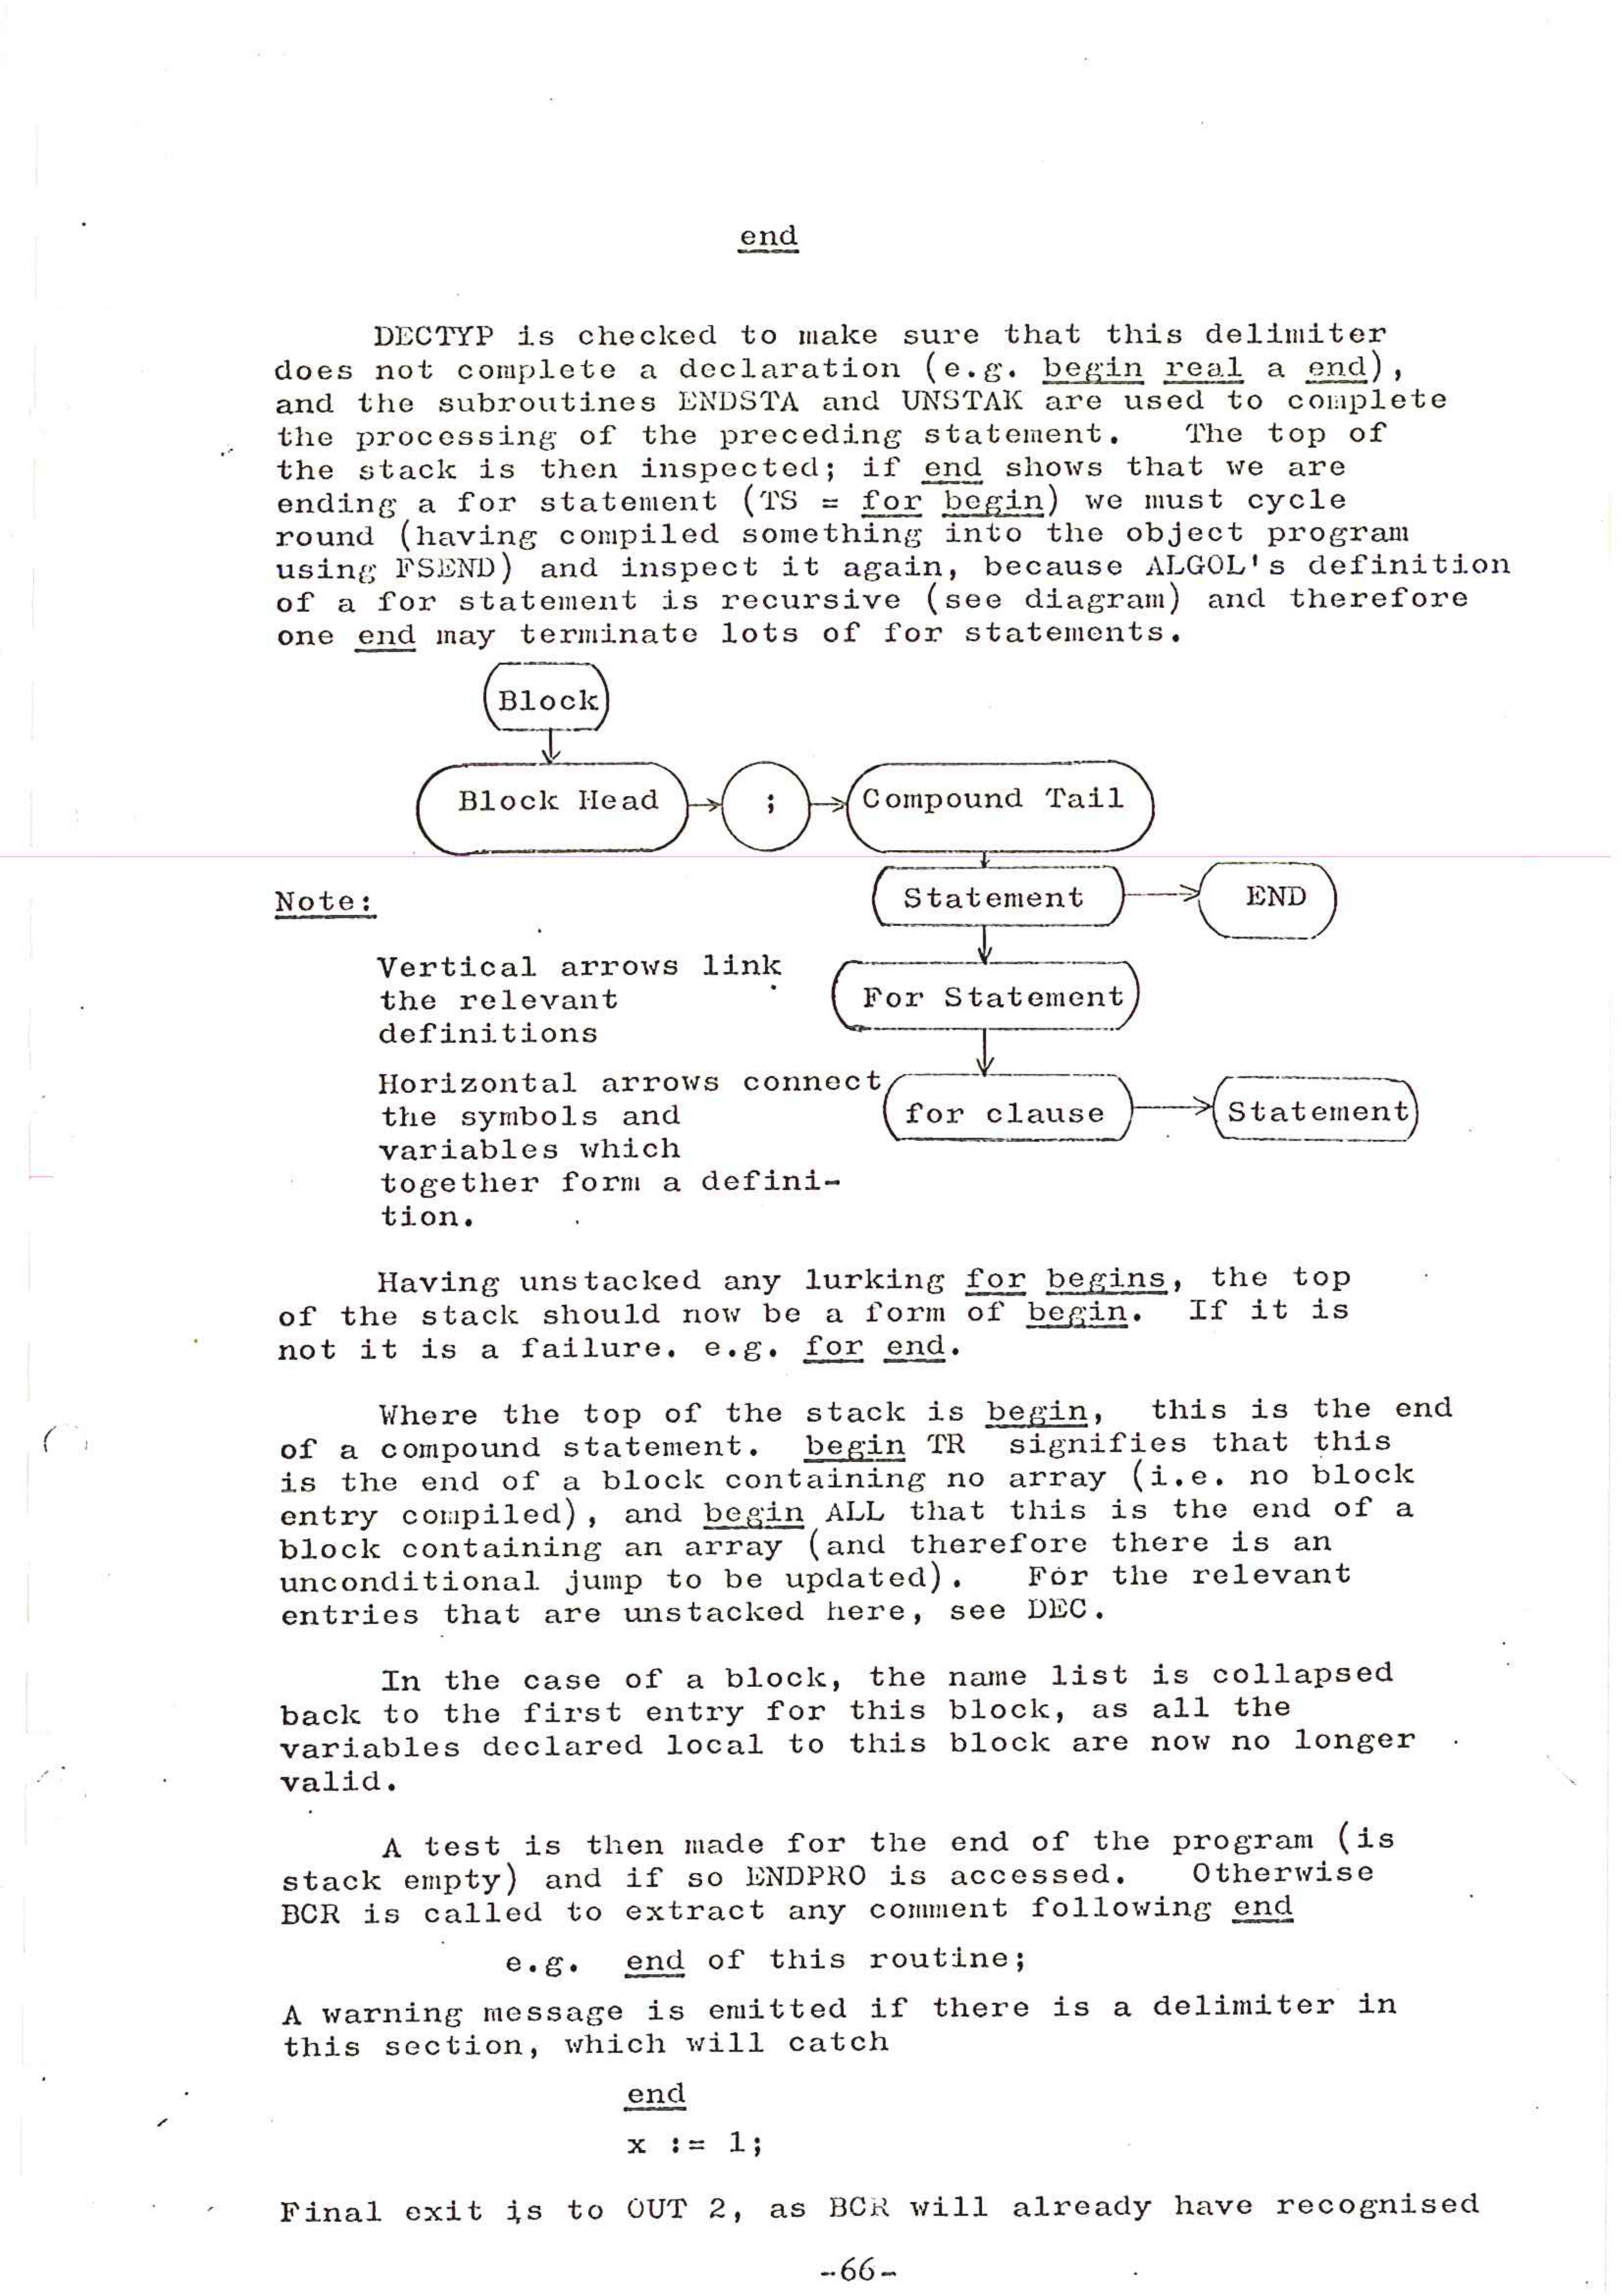 end
DECTYP is checked to make sure that this delimiter
does not complete a declaration (e.g. begin real a end),
and the subroutines ENDSTA and UNSTAK are used to complete
the processing of the preceding statement. The top of
the stack is then inspected; if end shows that we are
ending a for statement (TS = for begin) we must cycle
round (having compiled something into the object program
using FSEND) and inspect it again, because ALGOL's definition
of a for statement is recursive (see diagram) and therefore
one end may terminate lots of for statements.
Block
Block Head ; Compound Tail
Statement END
For Statement
for clause Statement
Note:
Vertical arrows link
the relevant
definitions
Horizontal arrows connect
the symbols and
variables which
together form a defini-
tion.
Having unstacked any lurking for begins, the top
of the stack should now be a form of begin. If it is
not it is a failure. e.g. for end.
Where the top of the stack is begin, this is the end
of a compound statement. begin TR signifies that this
is the end of a block containing no array (i.e. no block
entry compiled), and begin ALL that this is the end of a
block containing an array (and therefore there is an
unconditional jump to be updated). For the relevant
entries that are unstacked here, see DEC.
In the case of a block, the name list is collapsed
back to the first entry for this block, as all the
variables declared local to this block are now no longer
valid.
A test is then made for the end of the program (is
stack empty) and if so ENDPRO is accessed. Otherwise
BCR is called to extract any comment following end
e.g. end of this routine;
A warning message is emitted if there is a delimiter in
this section, which will catch
end
x := 1;
Final exit is to OUT 2, as BCR will already have recognised
-66-